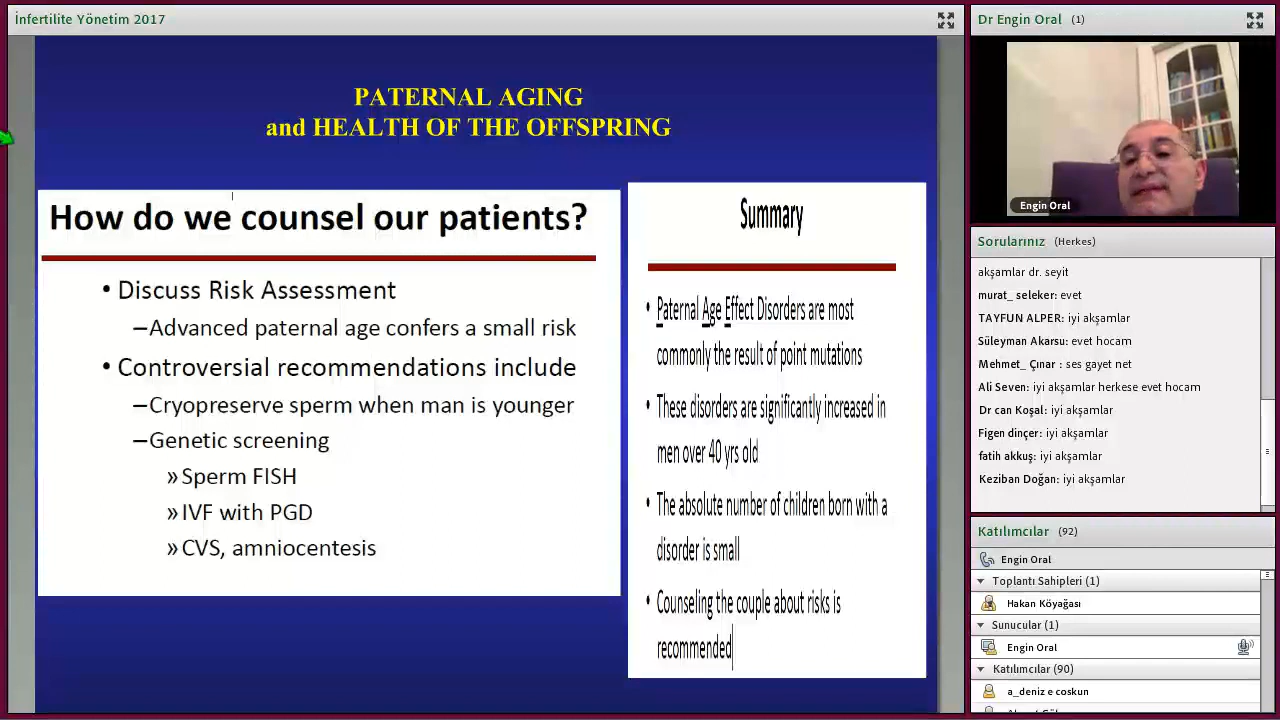 İnfertilite Yönetim 2017
PATERNAL AGING
and HEALTH OF THE OFFSPRING
How do we counsel our patients?
• Discuss Risk Assessment
–Advanced paternal age confers a small risk
• Controversial recommendations include
–Cryopreserve sperm when man is younger
–Genetic screening
» Sperm FISH
» IVF with PGD
» CVS, amniocentesis
Summary
• Paternal Age Effect Disorders are most
commonly the result of point mutations
• These disorders are significantly increased in
men over 40 yrs old
• The absolute number of children born with a
disorder is small
• Counseling the couple about risks is
recommended
Dr Engin Oral (1)
Engin Oral
Sorularınız (Herkes)
akşamlar dr. seyit
murat_ seleker: evet
TAYFUN ALPER: iyi akşamlar
Süleyman Akarsu: evet hocam
Mehmet_ Çınar : ses gayet net
Ali Seven: iyi akşamlar herkese evet hocam
Dr can Koşal: iyi akşamlar
Figen dinçer: iyi akşamlar
fatih akkuş: iyi akşamlar
Keziban Doğan: iyi akşamlar
Katılımcılar (92)
Engin Oral
Toplantı Sahipleri (1)
Hakan Köyağası
Sunucular (1)
Engin Oral
Katılımcılar (90)
a_deniz e coskun